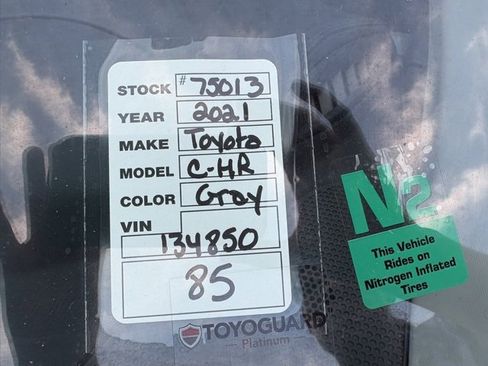 STOCK #75013
YEAR 2021
MAKE Toyota
MODEL C-HR
COLOR Gray
VIN
134850
85
TOYOGUARD
Platinum
N2
This Vehicle
Rides on
Nitrogen Inflated
Tires